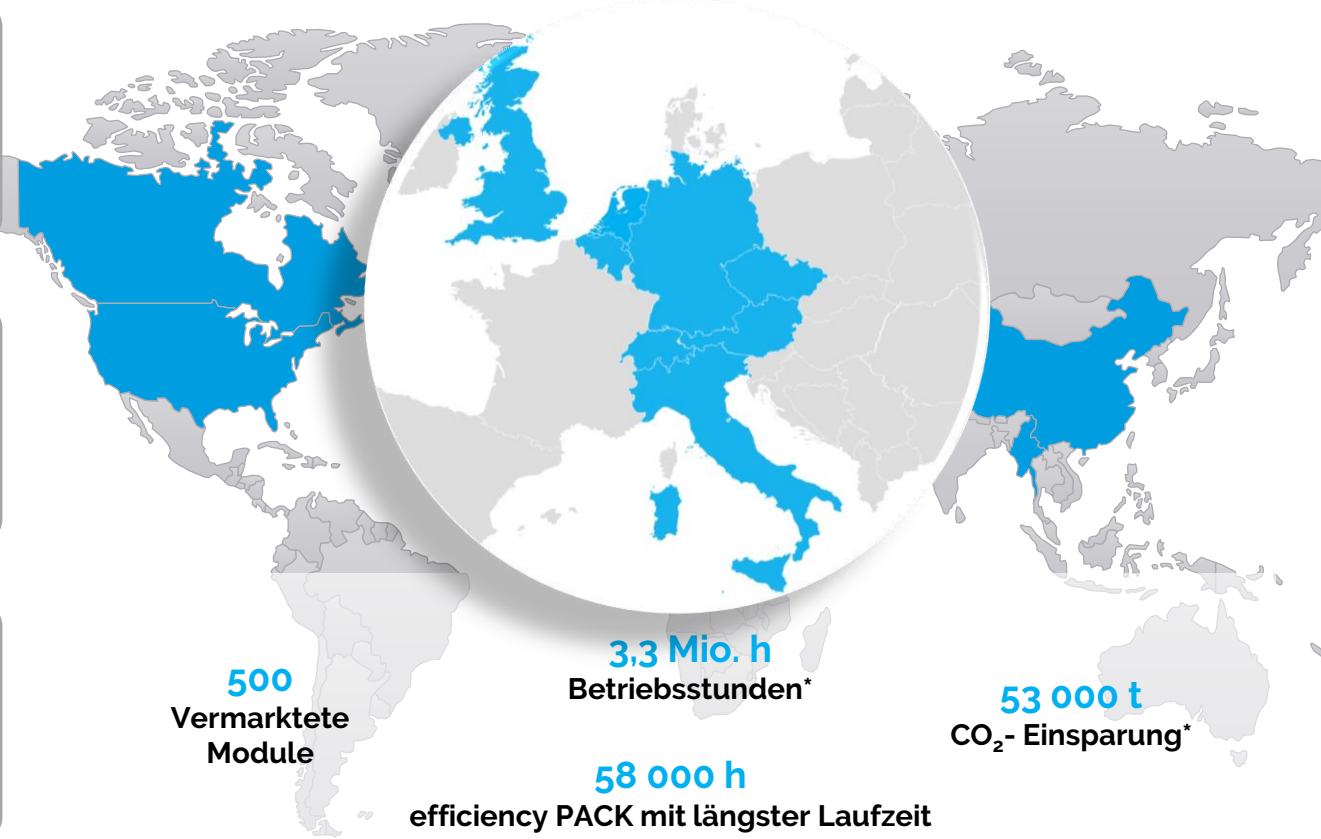 500
Vermarktete
Module
3,3 Mio. h
Betriebsstunden*
58 000 h
efficiency PACK mit längster Laufzeit
53 000 t
CO₂- Einsparung*